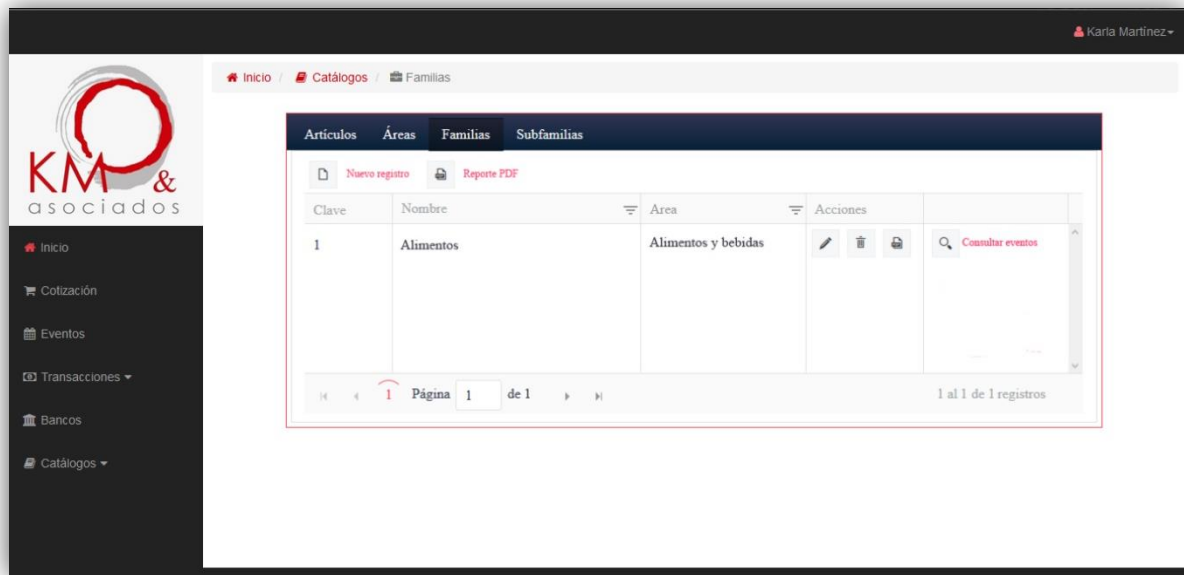 Karla Martínez
KM &
asociados
Inicio / Catálogos / Familias
Inicio
Cotización
Eventos
Transacciones
Bancos
Catálogos
Artículos Áreas Familias Subfamilias
Nuevo registro Reporte PDF
Clave Nombre Area Acciones
1 Alimentos Alimentos y bebidas Consultar eventos
1 Página 1 de 1 1 al 1 de 1 registros